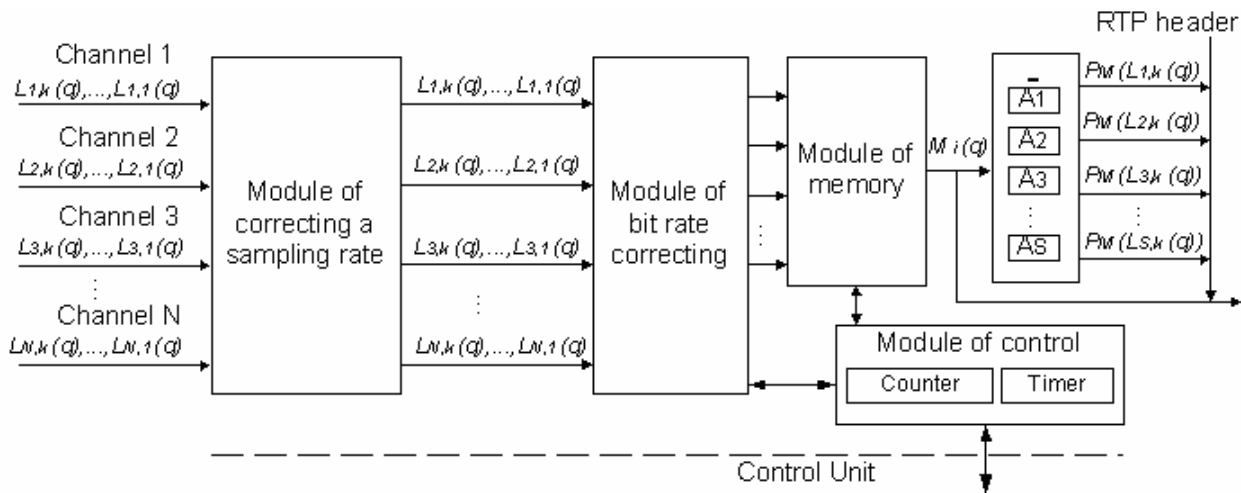 RTP header
Channel 1
L1,k(q),...,L1,1(q)
Channel 2
L2,k(q),...,L2,1(q)
Channel 3
L3,k(q),...,L3,1(q)
⋮
Channel N
LN,k(q),...,LN,1(q)
Module of
correcting a
sampling rate
L1,k(q),...,L1,1(q)
L2,k(q),...,L2,1(q)
L3,k(q),...,L3,1(q)
⋮
LN,k(q),...,LN,1(q)
Module of
bit rate
correcting
⋮
Module of
memory
Mi(q)
A1
A2
A3
⋮
AS
PM(L1,k(q))
PM(L2,k(q))
PM(L3,k(q))
⋮
PM(LS,k(q))
Module of control
Counter
Timer
Control Unit